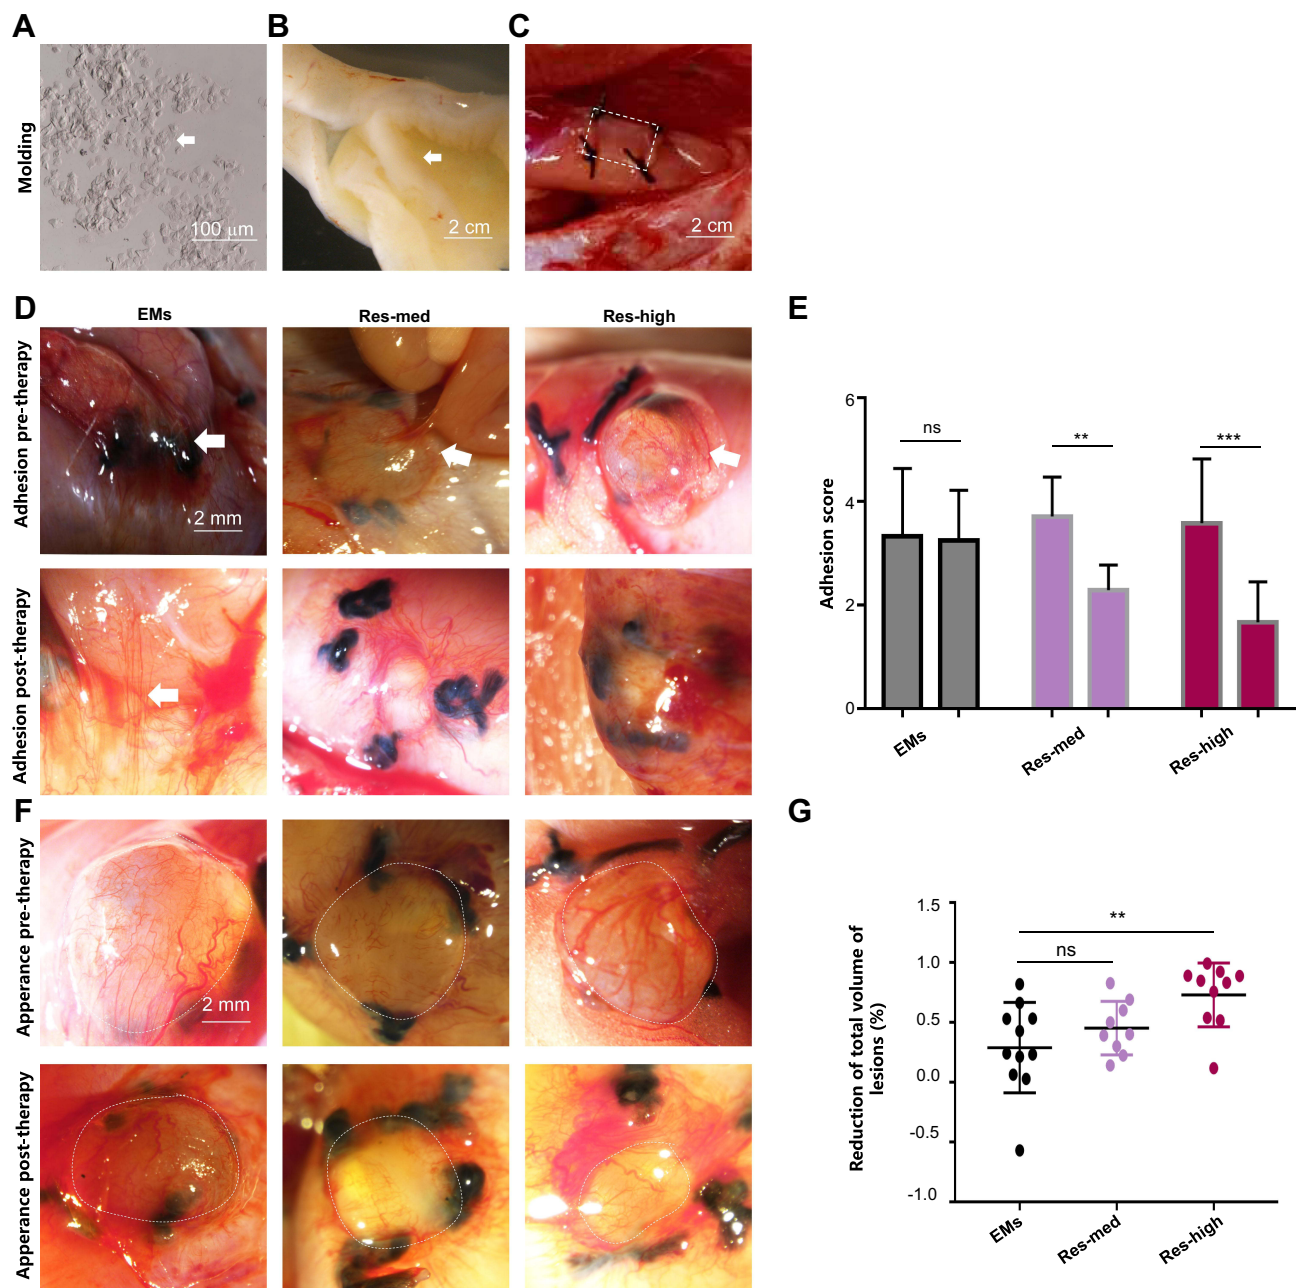 A
B
C
Molding
100 μm
2 cm
2 cm
D
EMs
Res-med
Res-high
Adhesion pre-therapy
2 mm
Adhesion post-therapy
E
Adhesion score
6
4
2
0
ns
**
***
EMs
Res-med
Res-high
F
Apperance pre-therapy
2 mm
Apperance post-therapy
G
Reduction of total volume of
lesions (%)
1.5
1.0
0.5
0.0
-0.5
-1.0
**
ns
EMs
Res-med
Res-high